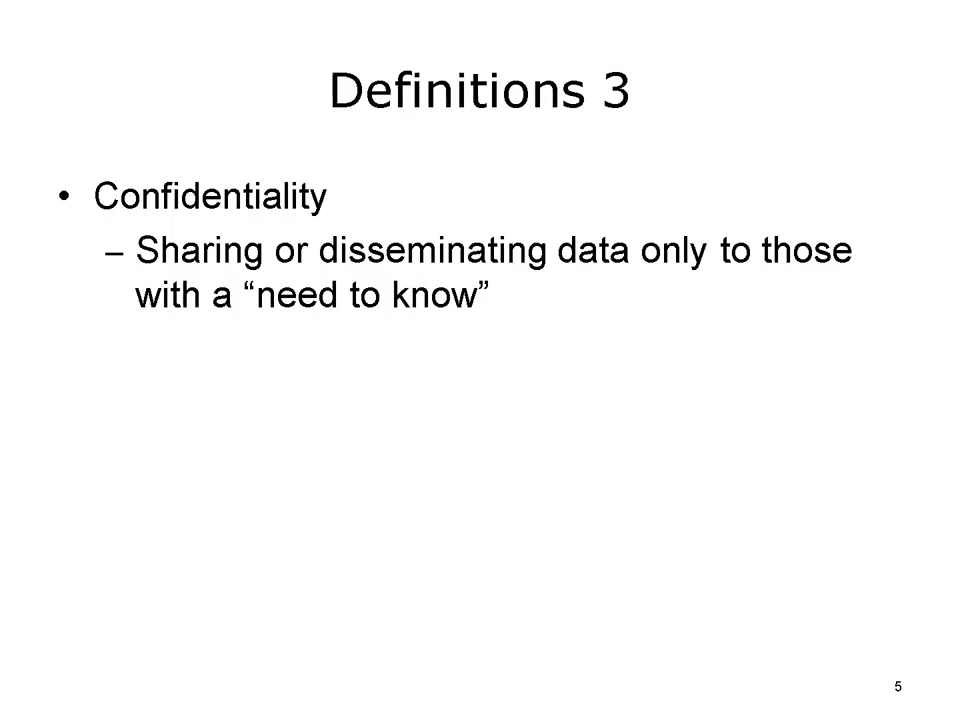 Definitions 3
• Confidentiality
– Sharing or disseminating data only to those
with a “need to know”
5